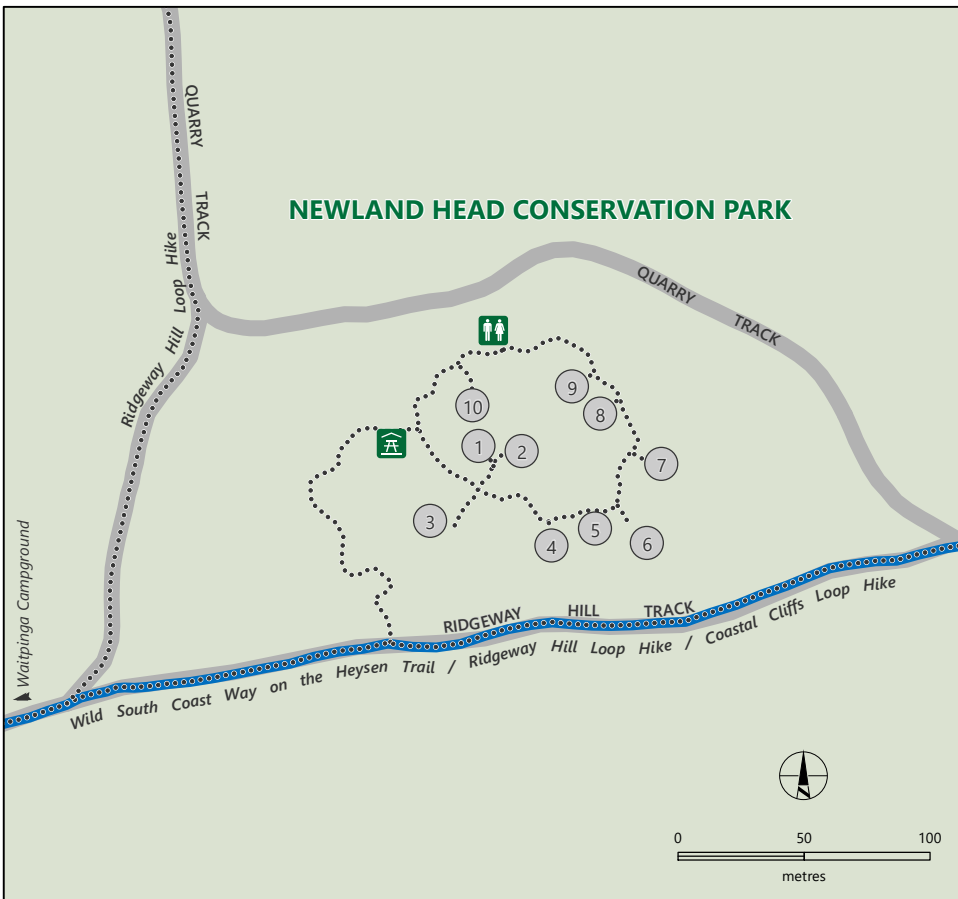 QUARRY
TRACK
Ridgeway Hill Loop Hike
NEWLAND HEAD CONSERVATION PARK
QUARRY
TRACK
9
10
8
1
2
7
3
5
4
6
Waitpinga Campground
RIDGEWAY HILL TRACK
Wild South Coast Way on the Heysen Trail / Ridgeway Hill Loop Hike / Coastal Cliffs Loop Hike
0 50 100
metres